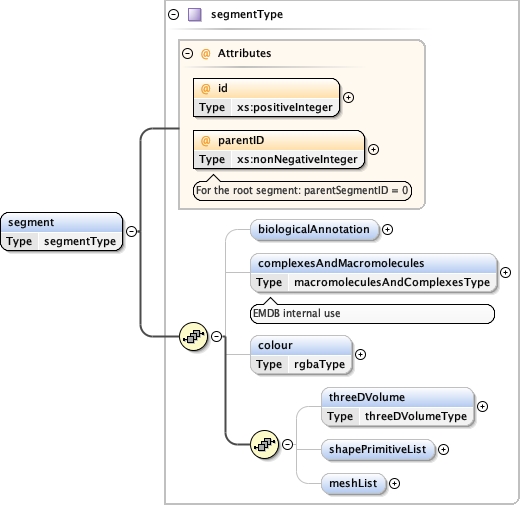 segmentType
@ Attributes
@ id
Type xs:positiveInteger
@ parentID
Type xs:nonNegativeInteger
For the root segment: parentSegmentID = 0
segment
Type segmentType
biologicalAnnotation
complexesAndMacromolecules
Type macromoleculesAndComplexesType
EMDB internal use
colour
Type rgbaType
threeDVolume
Type threeDVolumeType
shapePrimitiveList
meshList